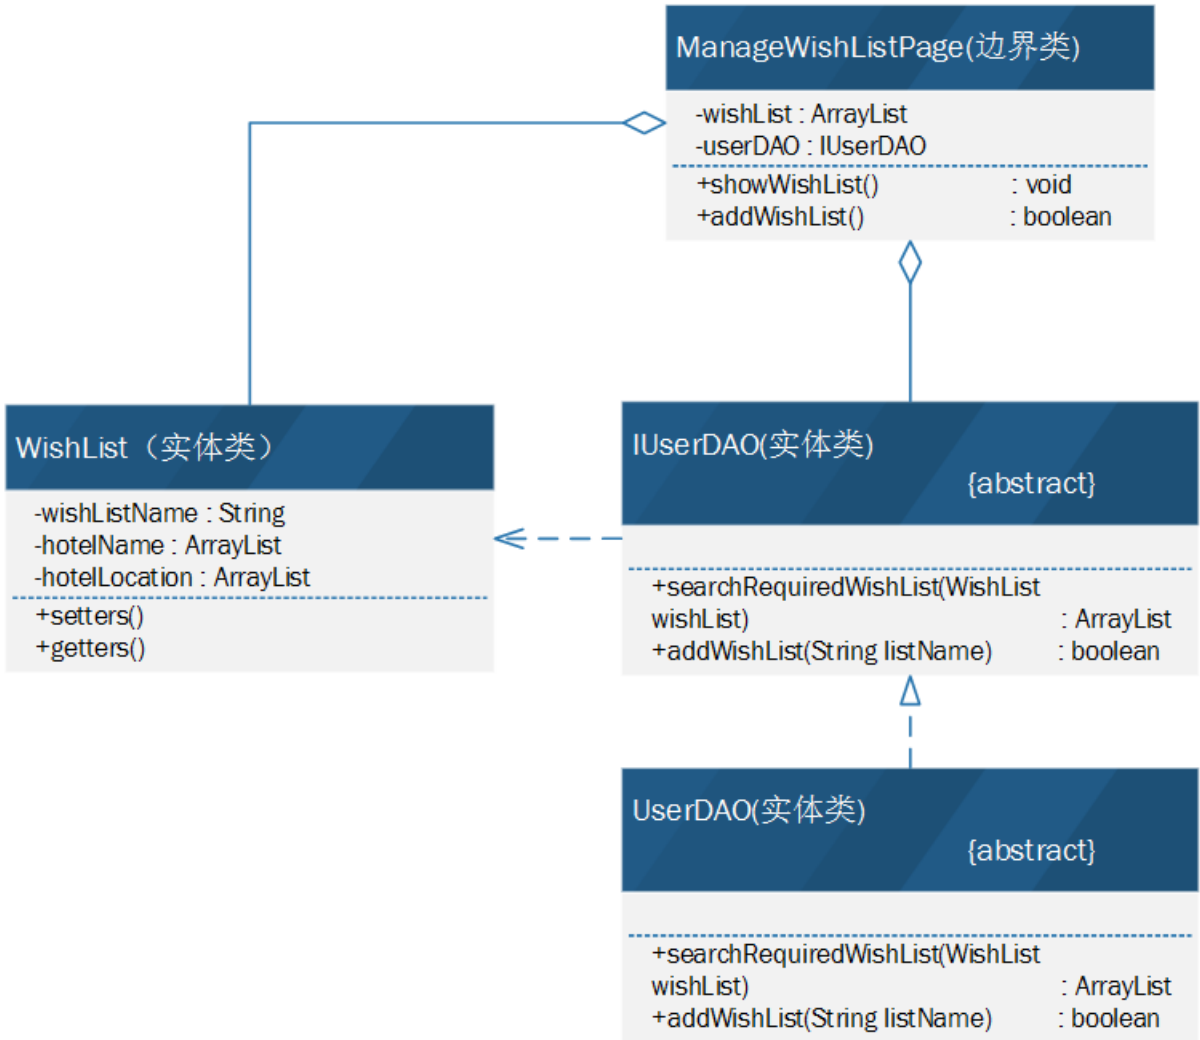 ManageWishListPage(边界类)
-wishList : ArrayList
-userDAO : IUserDAO
+showWishList() : void
+addWishList() : boolean
WishList（实体类）
-wishListName : String
-hotelName : ArrayList
-hotelLocation : ArrayList
+setters()
+getters()
IUserDAO(实体类)
{abstract}
+searchRequiredWishList(WishList
wishList) : ArrayList
+addWishList(String listName) : boolean
UserDAO(实体类)
{abstract}
+searchRequiredWishList(WishList
wishList) : ArrayList
+addWishList(String listName) : boolean